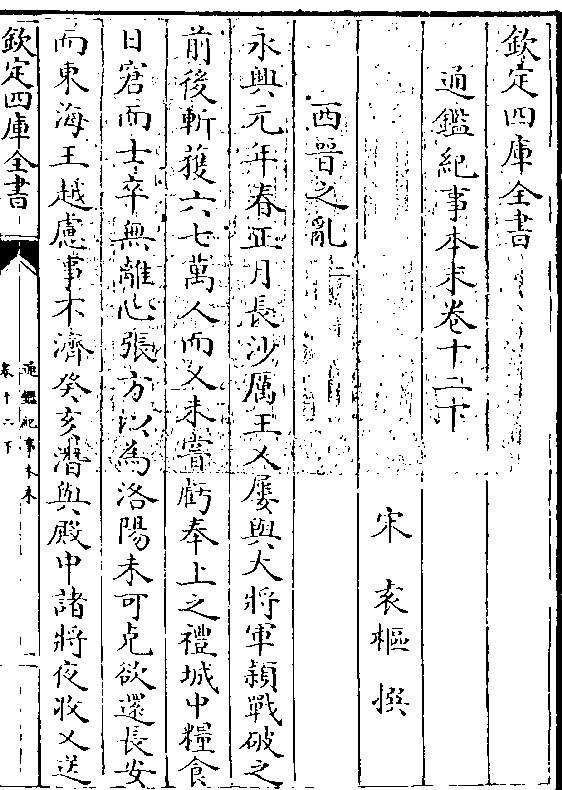 欽定四庫全書
通鑑紀事本末卷十二下
宋 袁樞 撰
西晉之亂
永興元年春正月長沙厲王乂屢與大將軍穎戰破之
前後斬獲六七萬人而乂未嘗虧奉上之禮城中糧食
日窘而士卒無離心張方以為洛陽未可克欲還長安
而東海王越慮事不濟癸亥潛與殿中諸將夜收乂送
欽定四庫全書
通鑑紀事本末
卷十二下
一